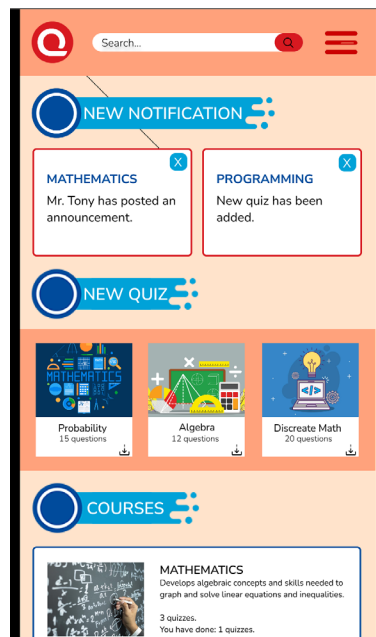 Search...
NEW NOTIFICATION
X
X
MATHEMATICS
PROGRAMMING
Mr. Tony has posted an
announcement.
New quiz has been
added.
NEW QUIZ
MATHEMATICS
</>
Probability
15 questions
Algebra
12 questions
Discreate Math
20 questions
COURSES
MATHEMATICS
Develops algebraic concepts and skills needed to
graph and solve linear equations and inequalities.
3 quizzes.
You have done: 1 quizzes.